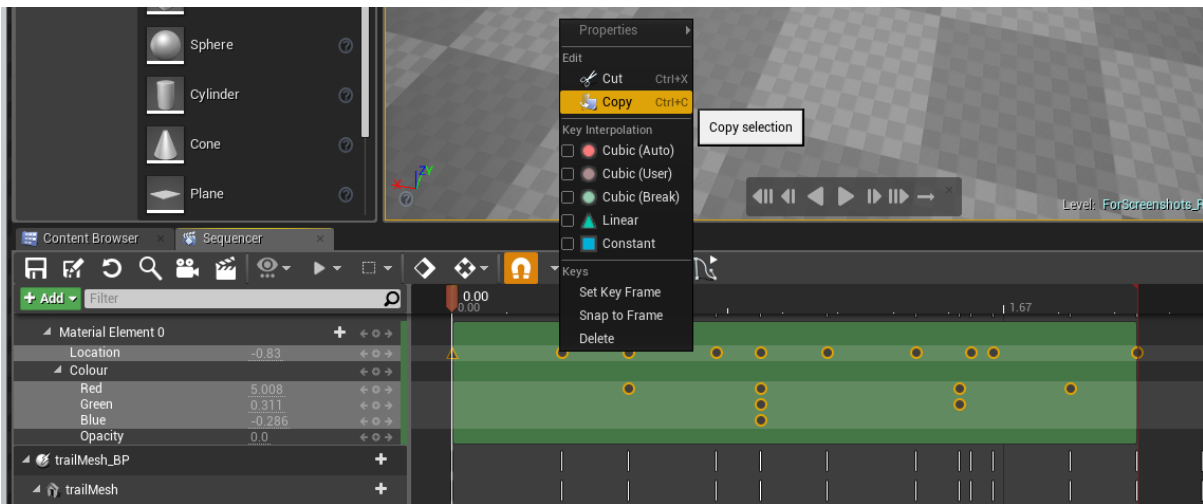 Sphere
Cylinder
Cone
Plane
Properties
Edit
Cut Ctrl+X
Copy Ctrl+C
Copy selection
Key Interpolation
Cubic (Auto)
Cubic (User)
Cubic (Break)
Linear
Constant
Keys
Set Key Frame
Snap to Frame
Delete
ZY
X
Content Browser
Sequencer
+ Add
Filter
0.00
0.00
1.67
Material Element 0
Location -0.83
Colour
Red 5.008
Green 0.311
Blue -0.286
Opacity 0.0
trailMesh_BP
trailMesh